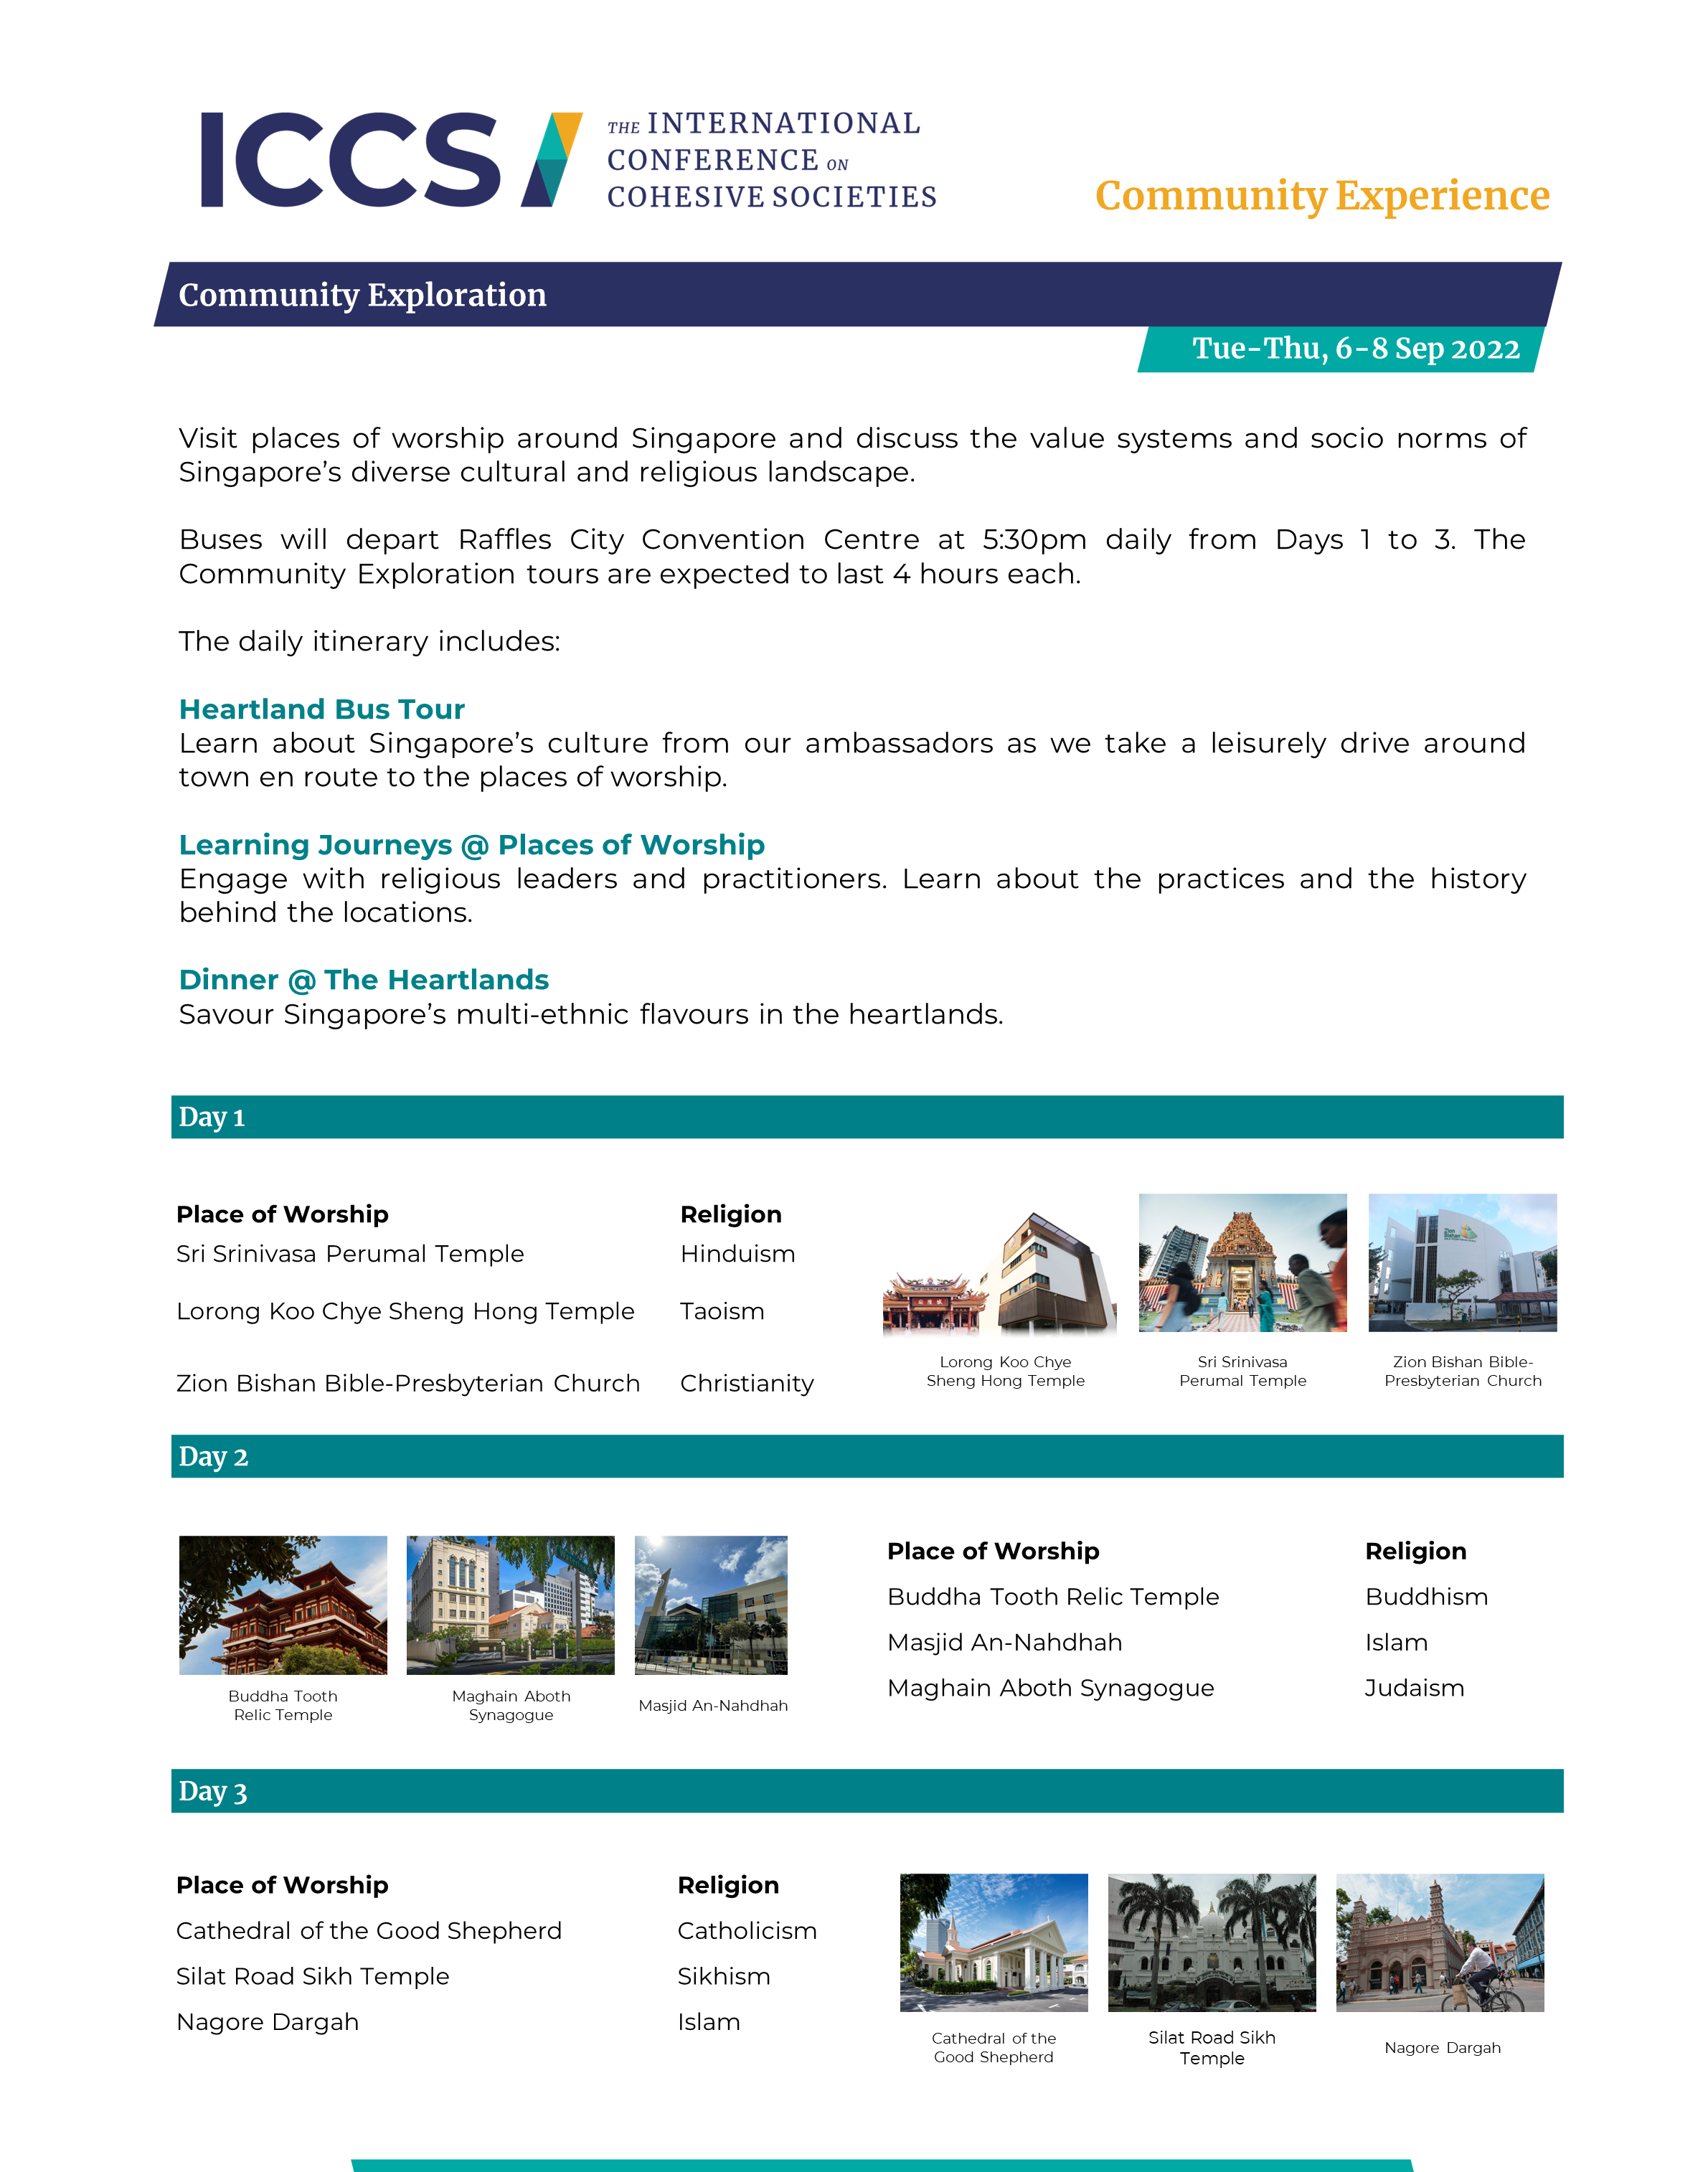 ICCS
THE INTERNATIONAL
CONFERENCE ON
COHESIVE SOCIETIES
Community Experience
Community Exploration
Tue-Thu, 6-8 Sep 2022
Visit places of worship around Singapore and discuss the value systems and socio norms of
Singapore’s diverse cultural and religious landscape.
Buses will depart Raffles City Convention Centre at 5:30pm daily from Days 1 to 3. The
Community Exploration tours are expected to last 4 hours each.
The daily itinerary includes:
Heartland Bus Tour
Learn about Singapore’s culture from our ambassadors as we take a leisurely drive around
town en route to the places of worship.
Learning Journeys @ Places of Worship
Engage with religious leaders and practitioners. Learn about the practices and the history
behind the locations.
Dinner @ The Heartlands
Savour Singapore’s multi-ethnic flavours in the heartlands.
Day 1
Place of Worship Religion
Sri Srinivasa Perumal Temple Hinduism
Lorong Koo Chye Sheng Hong Temple Taoism
Zion Bishan Bible-Presbyterian Church Christianity
Zion
Bishan
Lorong Koo Chye
Sheng Hong Temple
Sri Srinivasa
Perumal Temple
Zion Bishan Bible-
Presbyterian Church
Day 2
Buddha Tooth
Relic Temple
Maghain Aboth
Synagogue
Masjid An-Nahdhah
Place of Worship Religion
Buddha Tooth Relic Temple Buddhism
Masjid An-Nahdhah Islam
Maghain Aboth Synagogue Judaism
Day 3
Place of Worship Religion
Cathedral of the Good Shepherd Catholicism
Silat Road Sikh Temple Sikhism
Nagore Dargah Islam
Cathedral of the
Good Shepherd
Silat Road Sikh
Temple
Nagore Dargah